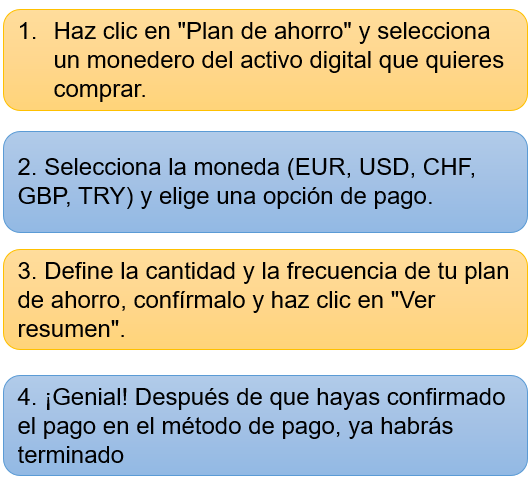 1. Haz clic en "Plan de ahorro" y selecciona
un monedero del activo digital que quieres
comprar.
2. Selecciona la moneda (EUR, USD, CHF,
GBP, TRY) y elige una opción de pago.
3. Define la cantidad y la frecuencia de tu plan
de ahorro, confírmalo y haz clic en "Ver
resumen".
4. ¡Genial! Después de que hayas confirmado
el pago en el método de pago, ya habrás
terminado